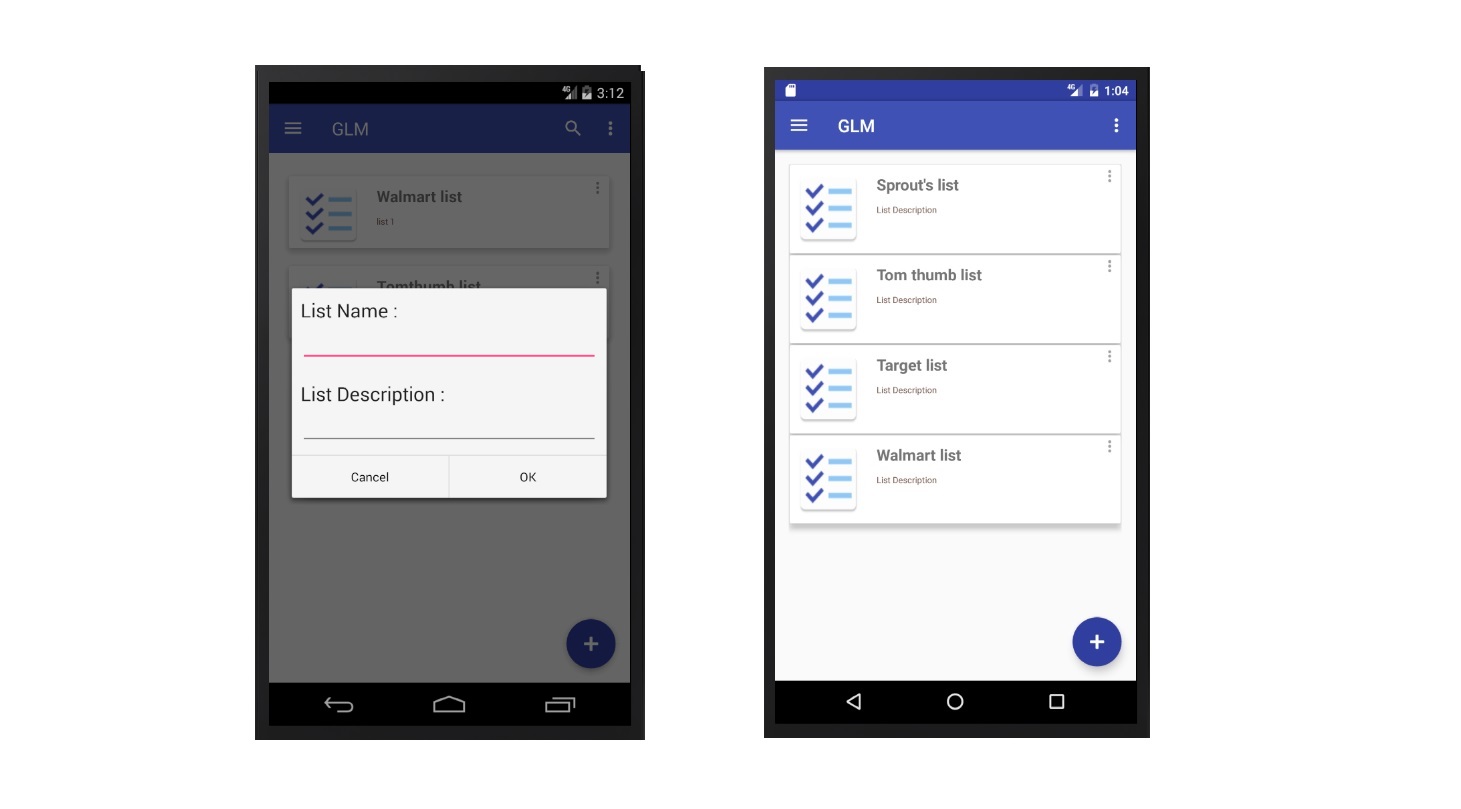 4G 3:12
GLM
Walmart list
list 1
Tomthumb list
List Name :
List Description :
Cancel OK
4G 1:04
GLM
Sprout's list
List Description
Tom thumb list
List Description
Target list
List Description
Walmart list
List Description